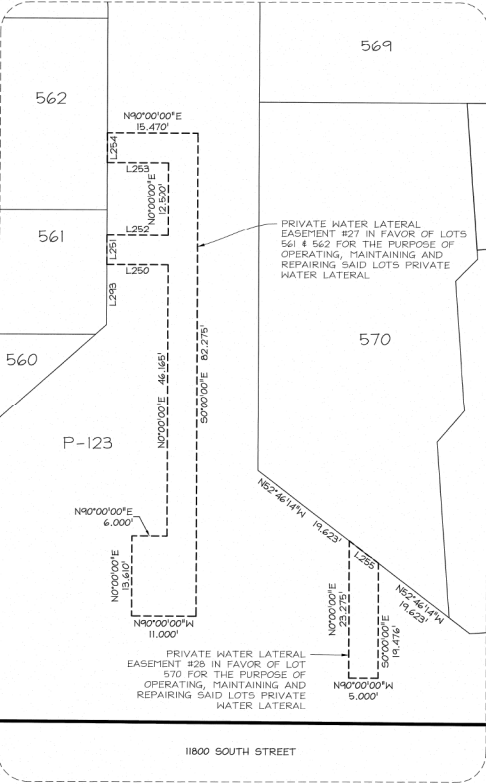 569
562
N90°00'00"E
15.470'
L254
L253
N0°00'00"E
12.500'
L252
561
L251
L250
L293
PRIVATE WATER LATERAL
EASEMENT #27 IN FAVOR OF LOTS
561 & 562 FOR THE PURPOSE OF
OPERATING, MAINTAINING AND
REPAIRING SAID LOTS PRIVATE
WATER LATERAL
560
570
N0°00'00"E 46.165'
S0°00'00"E 82.275'
P-123
N90°00'00"E
6.000'
N0°00'00"E
13.610'
N90°00'00"W
11.000'
N52°46'14"W 19.623'
L255
N52°46'14"W
19.623'
N0°00'00"E
23.275'
S0°00'00"E
19.476'
N90°00'00"W
5.000'
PRIVATE WATER LATERAL
EASEMENT #28 IN FAVOR OF LOT
570 FOR THE PURPOSE OF
OPERATING, MAINTAINING AND
REPAIRING SAID LOTS PRIVATE
WATER LATERAL
11800 SOUTH STREET